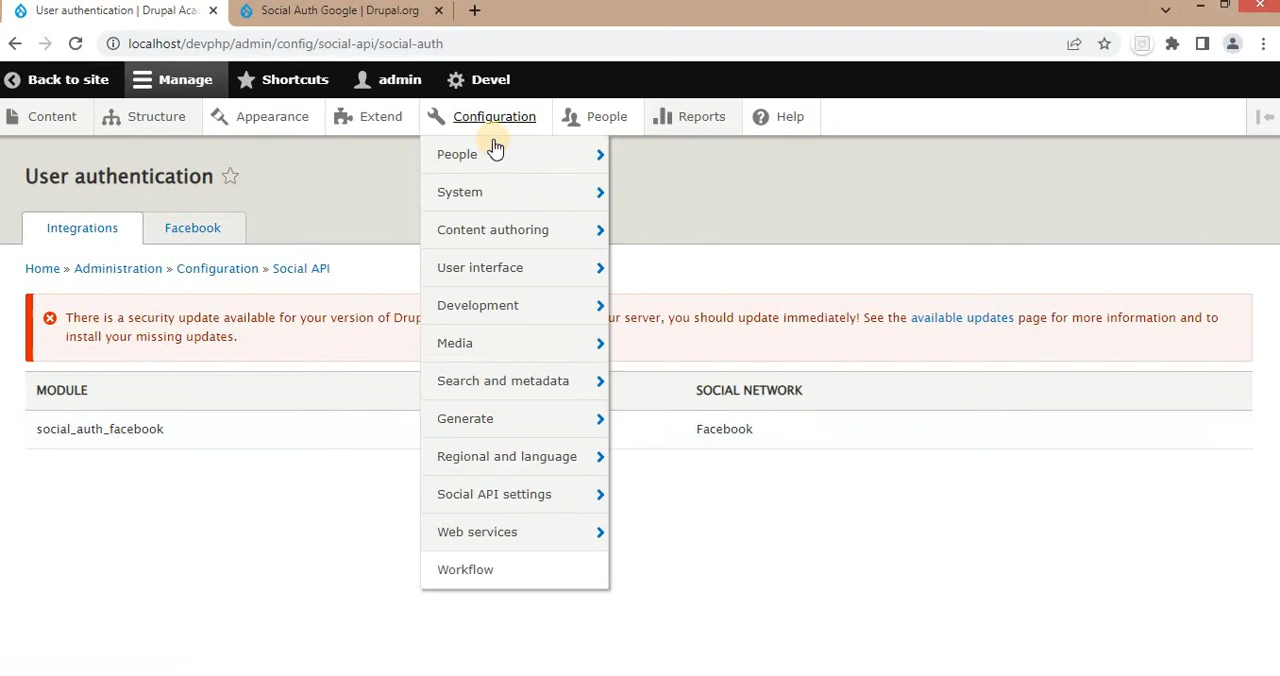 User authentication | Drupal Aca
Social Auth Google | Drupal.org
localhost/devphp/admin/config/social-api/social-auth
Back to site
Manage
Shortcuts
admin
Devel
Content
Structure
Appearance
Extend
Configuration
People
Reports
Help
People
System
Content authoring
User interface
Development
Media
Search and metadata
Generate
Regional and language
Social API settings
Web services
Workflow
User authentication
Integrations
Facebook
Home » Administration » Configuration » Social API
There is a security update available for your version of Drup ur server, you should update immediately! See the available updates page for more information and to
install your missing updates.
MODULE SOCIAL NETWORK
social_auth_facebook Facebook